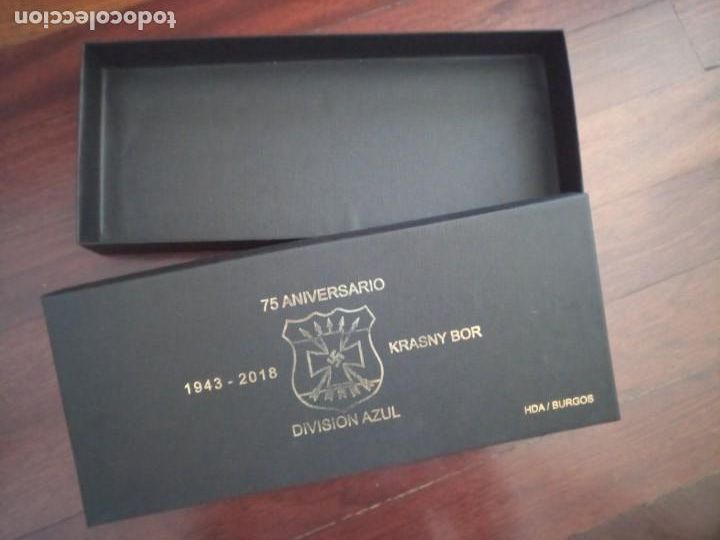 todocoleccion
75 ANIVERSARIO
1943 - 2018
KRASNY BOR
DIVISION AZUL
HDA / BURGOS